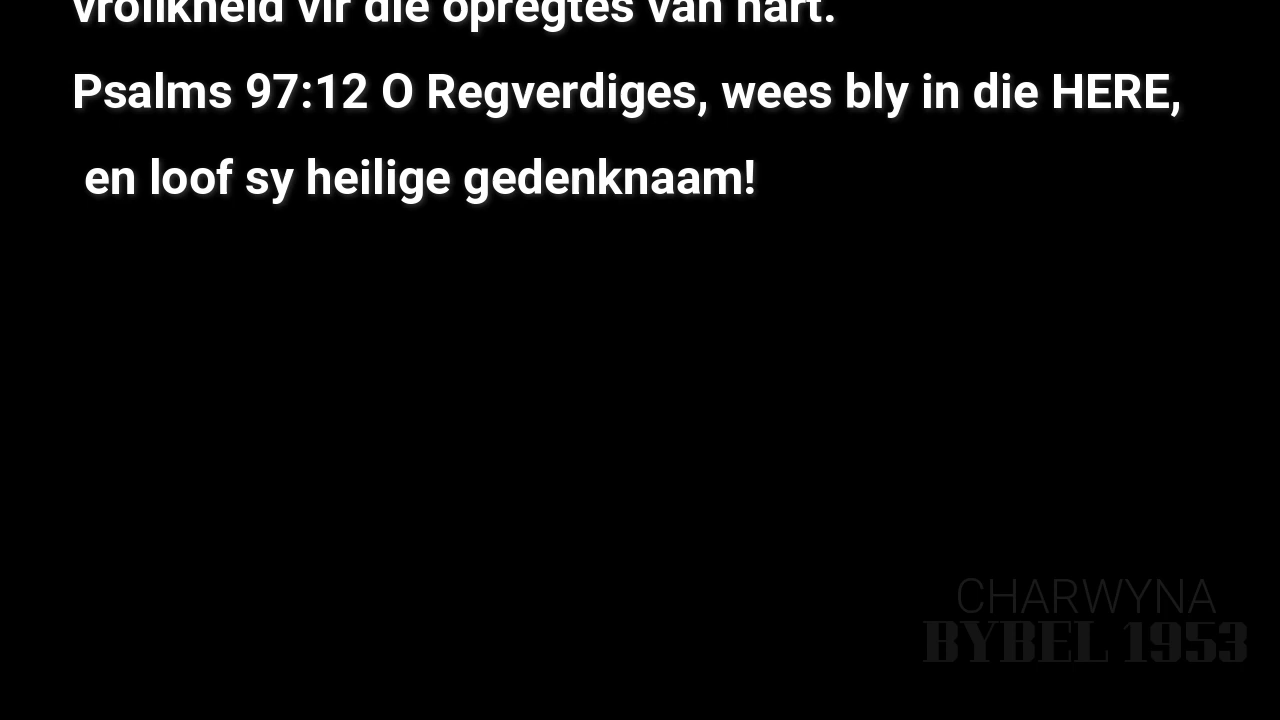 vrolikheid vir die opregtes van hart.
Psalms 97:12 O Regverdiges, wees bly in die HERE,
en loof sy heilige gedenknaam!
CHARWYNA
BYBEL 1953